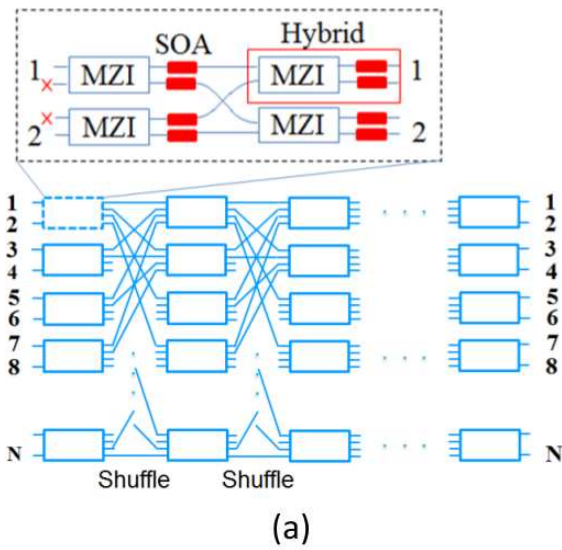 SOA Hybrid
1 MZI MZI 1
2 MZI MZI 2
1 1
2 2
3 3
4 4
5 5
6 6
7 7
8 8
N N
Shuffle Shuffle
(a)